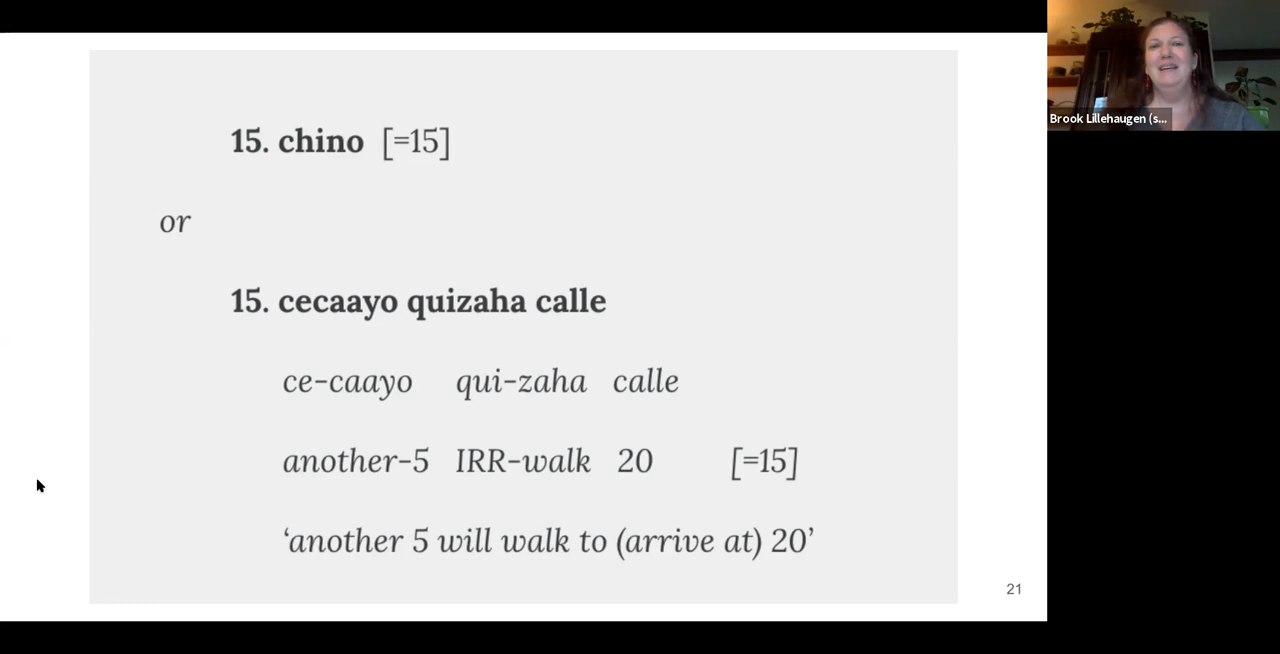 15. chino [=15]
or
15. cecaayo quizaha calle
ce-caayo qui-zaha calle
another-5 IRR-walk 20 [=15]
‘another 5 will walk to (arrive at) 20’
21
Brook Lillehaugen (s...